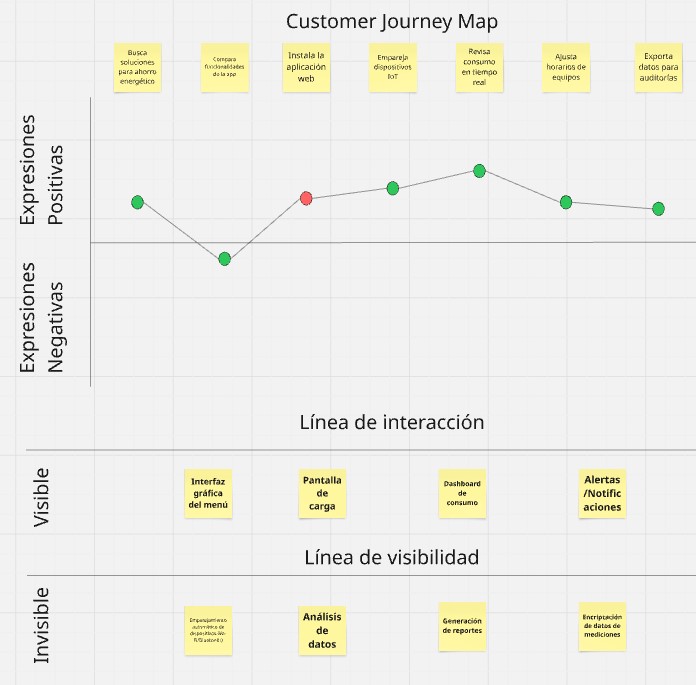 Customer Journey Map
Busca
soluciones
para ahorro
energético
Compara
funcionalidades
de la app
Instala la
aplicación
web
Empareja
dispositivos
IoT
Revisa
consumo
en tiempo
real
Ajusta
horarios de
equipos
Exporta
datos para
auditorías
Expresiones
Positivas
Expresiones
Negativas
Línea de interacción
Visible
Interfaz
gráfica
del menú
Pantalla
de
carga
Dashboard
de
consumo
Alertas
/Notific
aciones
Línea de visibilidad
Invisible
Emparejamiento
automático de
dispositivos (Wi-
Análisis
de
datos
Generación
de reportes
Encriptación
de datos de
mediciones